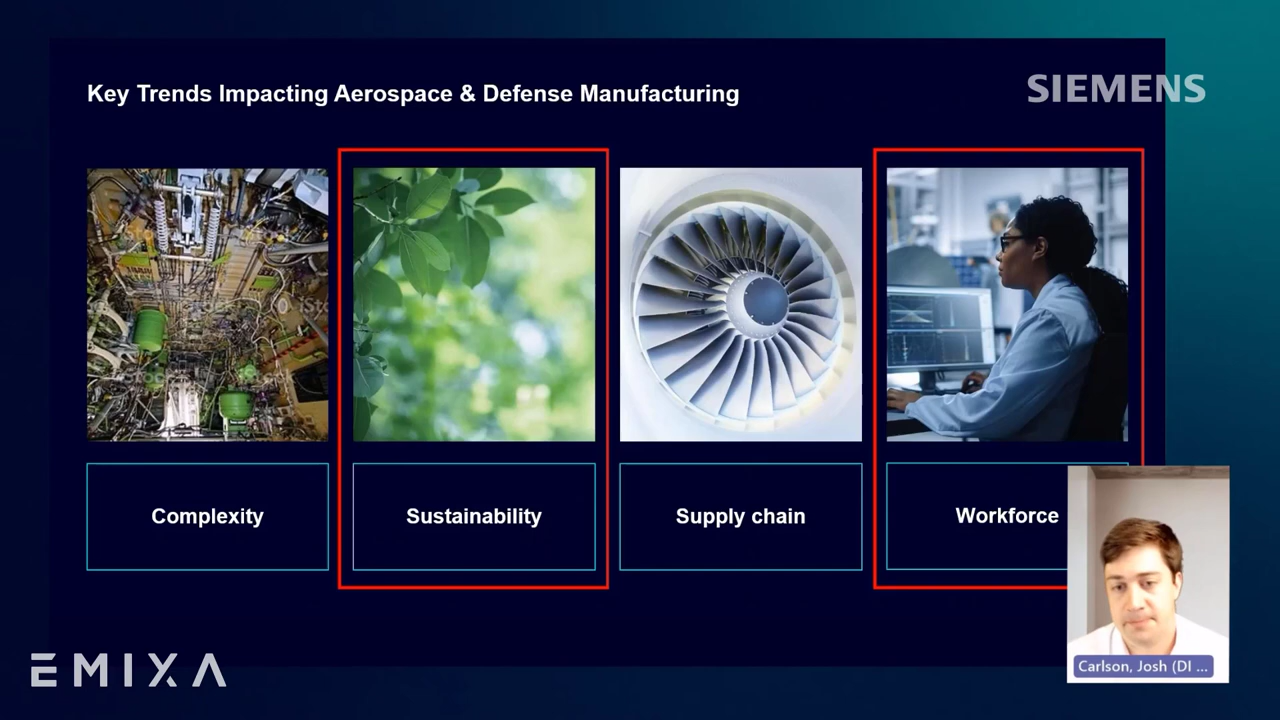 Key Trends Impacting Aerospace & Defense Manufacturing
SIEMENS
Complexity
Sustainability
Supply chain
Workforce
EMIXA
Carlson, Josh (DI ...